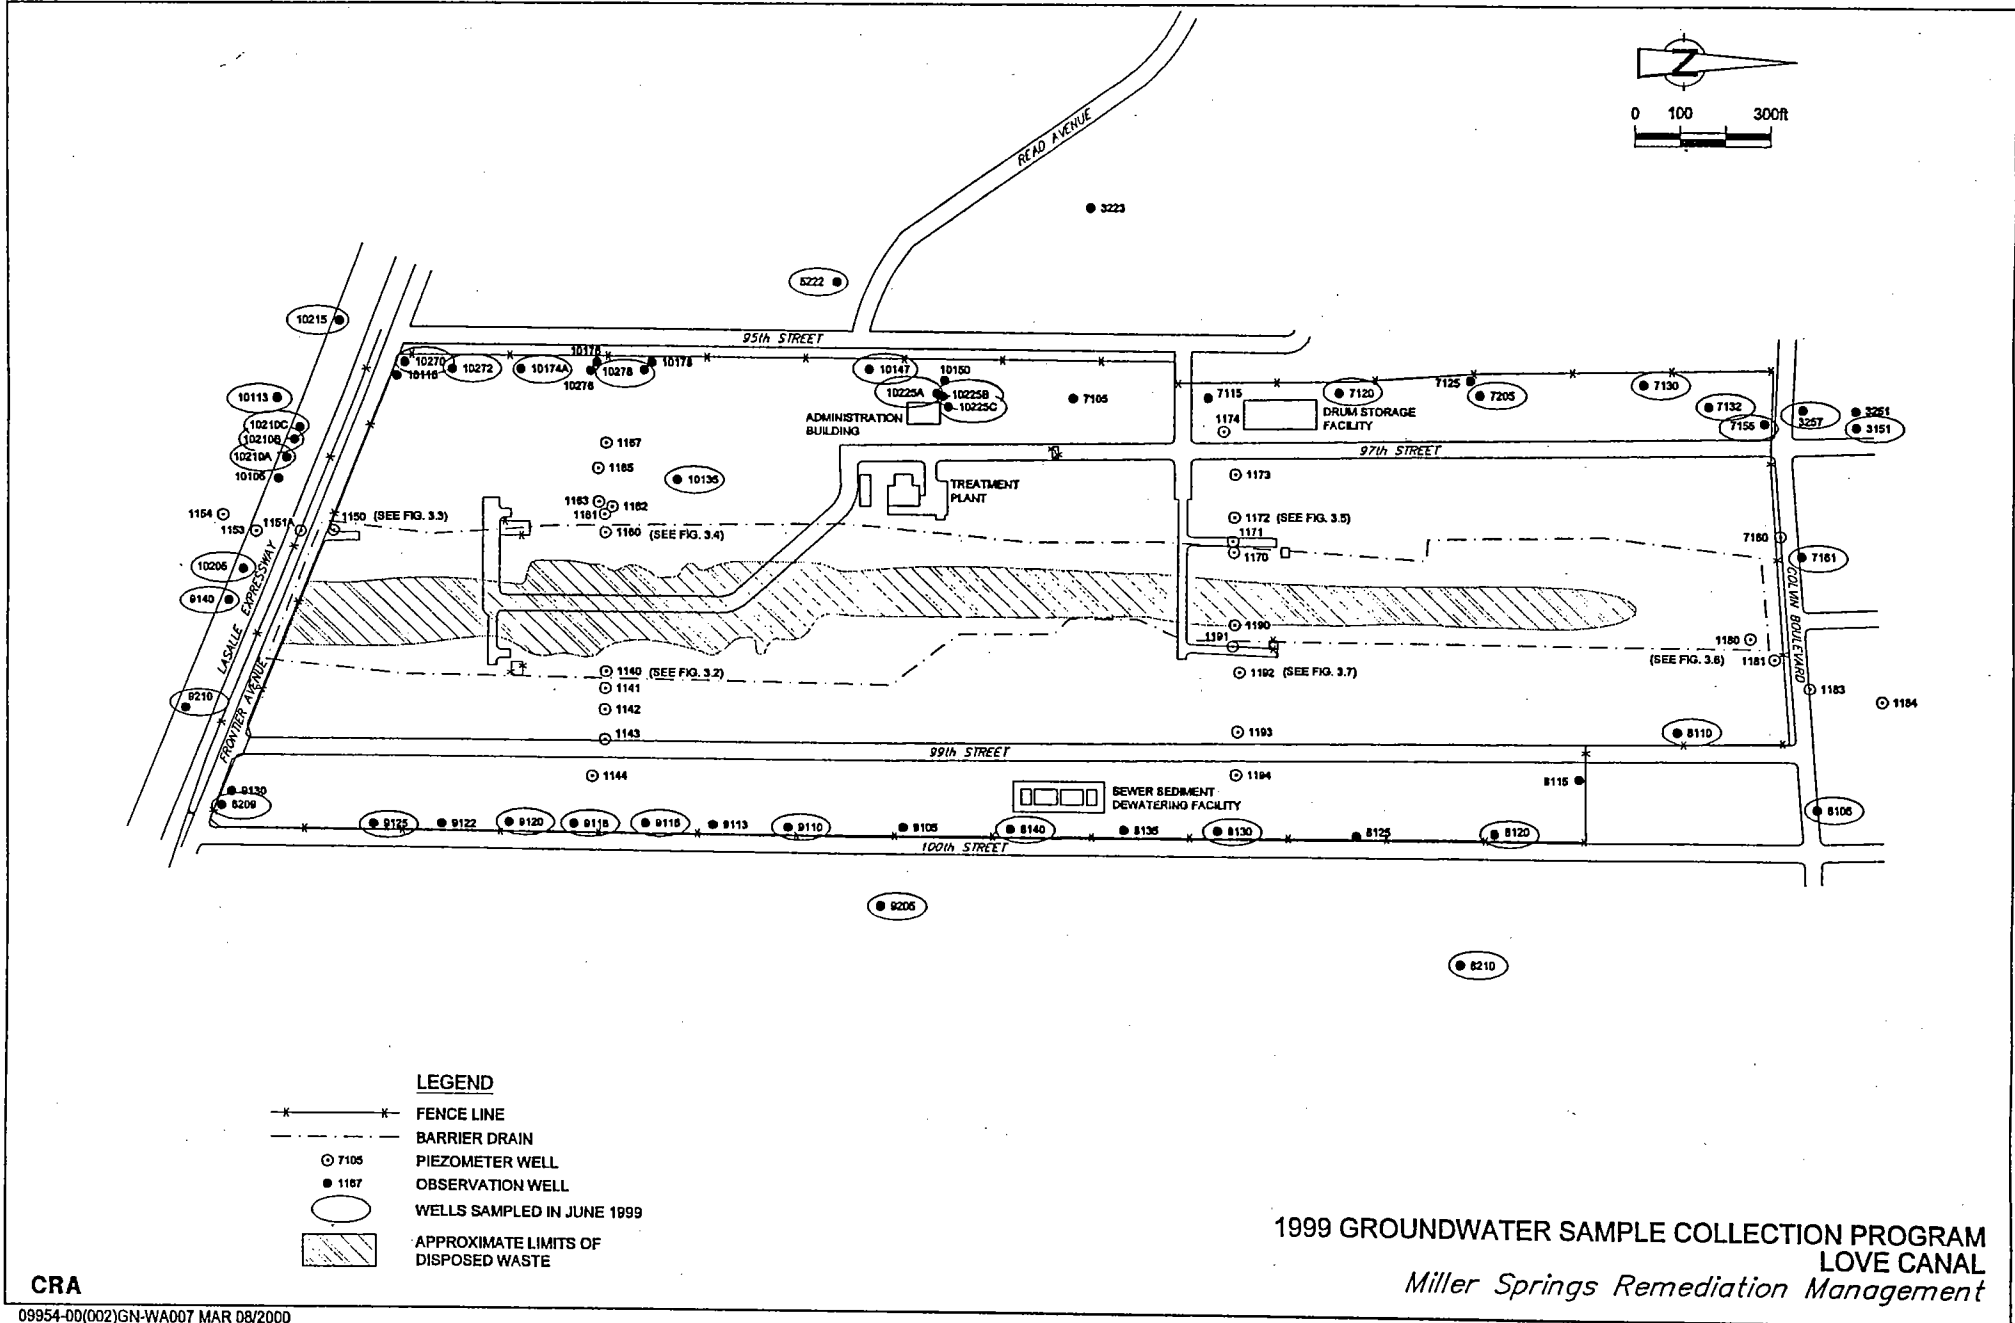 N
0 100 300ft
READ AVENUE
3223
10215
95th STREET
10270
10272
10174A
10178
10276
10278
10147
10150
10113
10225A
10225B
10225C
7105
7115
7120
7125
7205
7130
7132
7155
3257
3251
3151
1174
ADMINISTRATION
BUILDING
DRUM STORAGE
FACILITY
10210C
10210B
10210A
1167
1165
10135
97th STREET
1173
TREATMENT
PLANT
1163
1162
1161
1154
1153
1151A
1150 (SEE FIG. 3.3)
1160 (SEE FIG. 3.4)
1172 (SEE FIG. 3.5)
1171
1170
7160
7161
10205
9140
LASALLE EXPRESSWAY
FRONTIER AVENUE
COLVIN BOULEVARD
1190
1191
1180
(SEE FIG. 3.6) 1181
1140 (SEE FIG. 3.2)
1192 (SEE FIG. 3.7)
1141
1142
1143
1183
1184
1193
8110
99th STREET
1144
1194
8115
9130
SEWER SEDIMENT
DEWATERING FACILITY
9125
9122
9120
9118
9115
9113
9110
9105
8140
8135
8130
8125
8120
8106
100th STREET
9205
8210
LEGEND
FENCE LINE
BARRIER DRAIN
7105 PIEZOMETER WELL
1167 OBSERVATION WELL
WELLS SAMPLED IN JUNE 1999
APPROXIMATE LIMITS OF
DISPOSED WASTE
1999 GROUNDWATER SAMPLE COLLECTION PROGRAM
LOVE CANAL
Miller Springs Remediation Management
CRA
09954-00(002)GN-WA007 MAR 08/2000